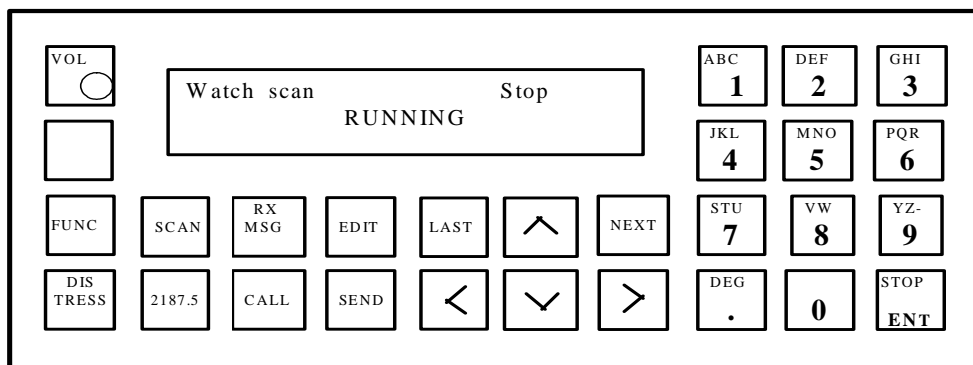 VOL
Watch scan Stop
RUNNING
ABC
1
DEF
2
GHI
3
JKL
4
MNO
5
PQR
6
FUNC
SCAN
RX
MSG
EDIT
LAST
NEXT
STU
7
VW
8
YZ-
9
DIS
TRESS
2187.5
CALL
SEND
DEG
.
0
STOP
ENT